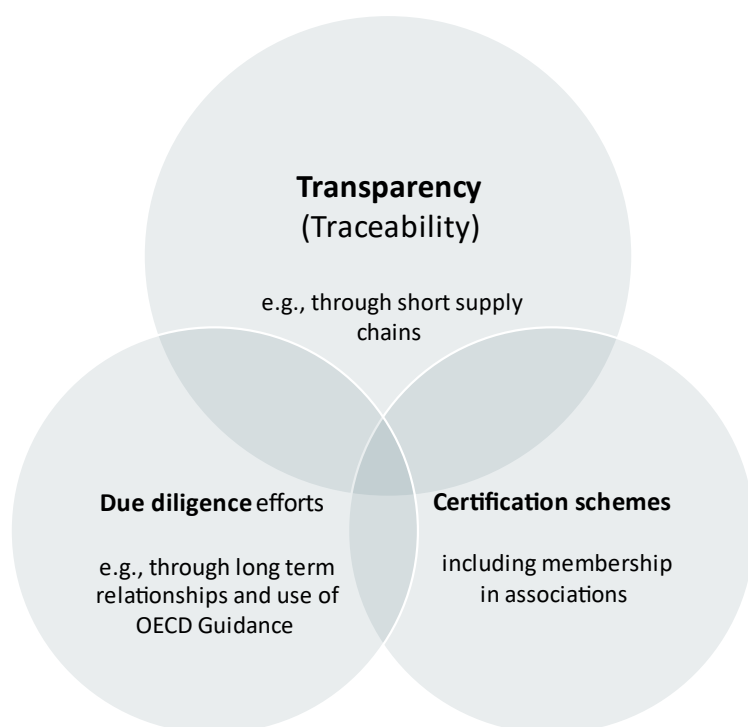 Transparency
(Traceability)
e.g., through short supply
chains
Due diligence efforts
e.g., through long term
relationships and use of
OECD Guidance
Certification schemes
including membership
in associations